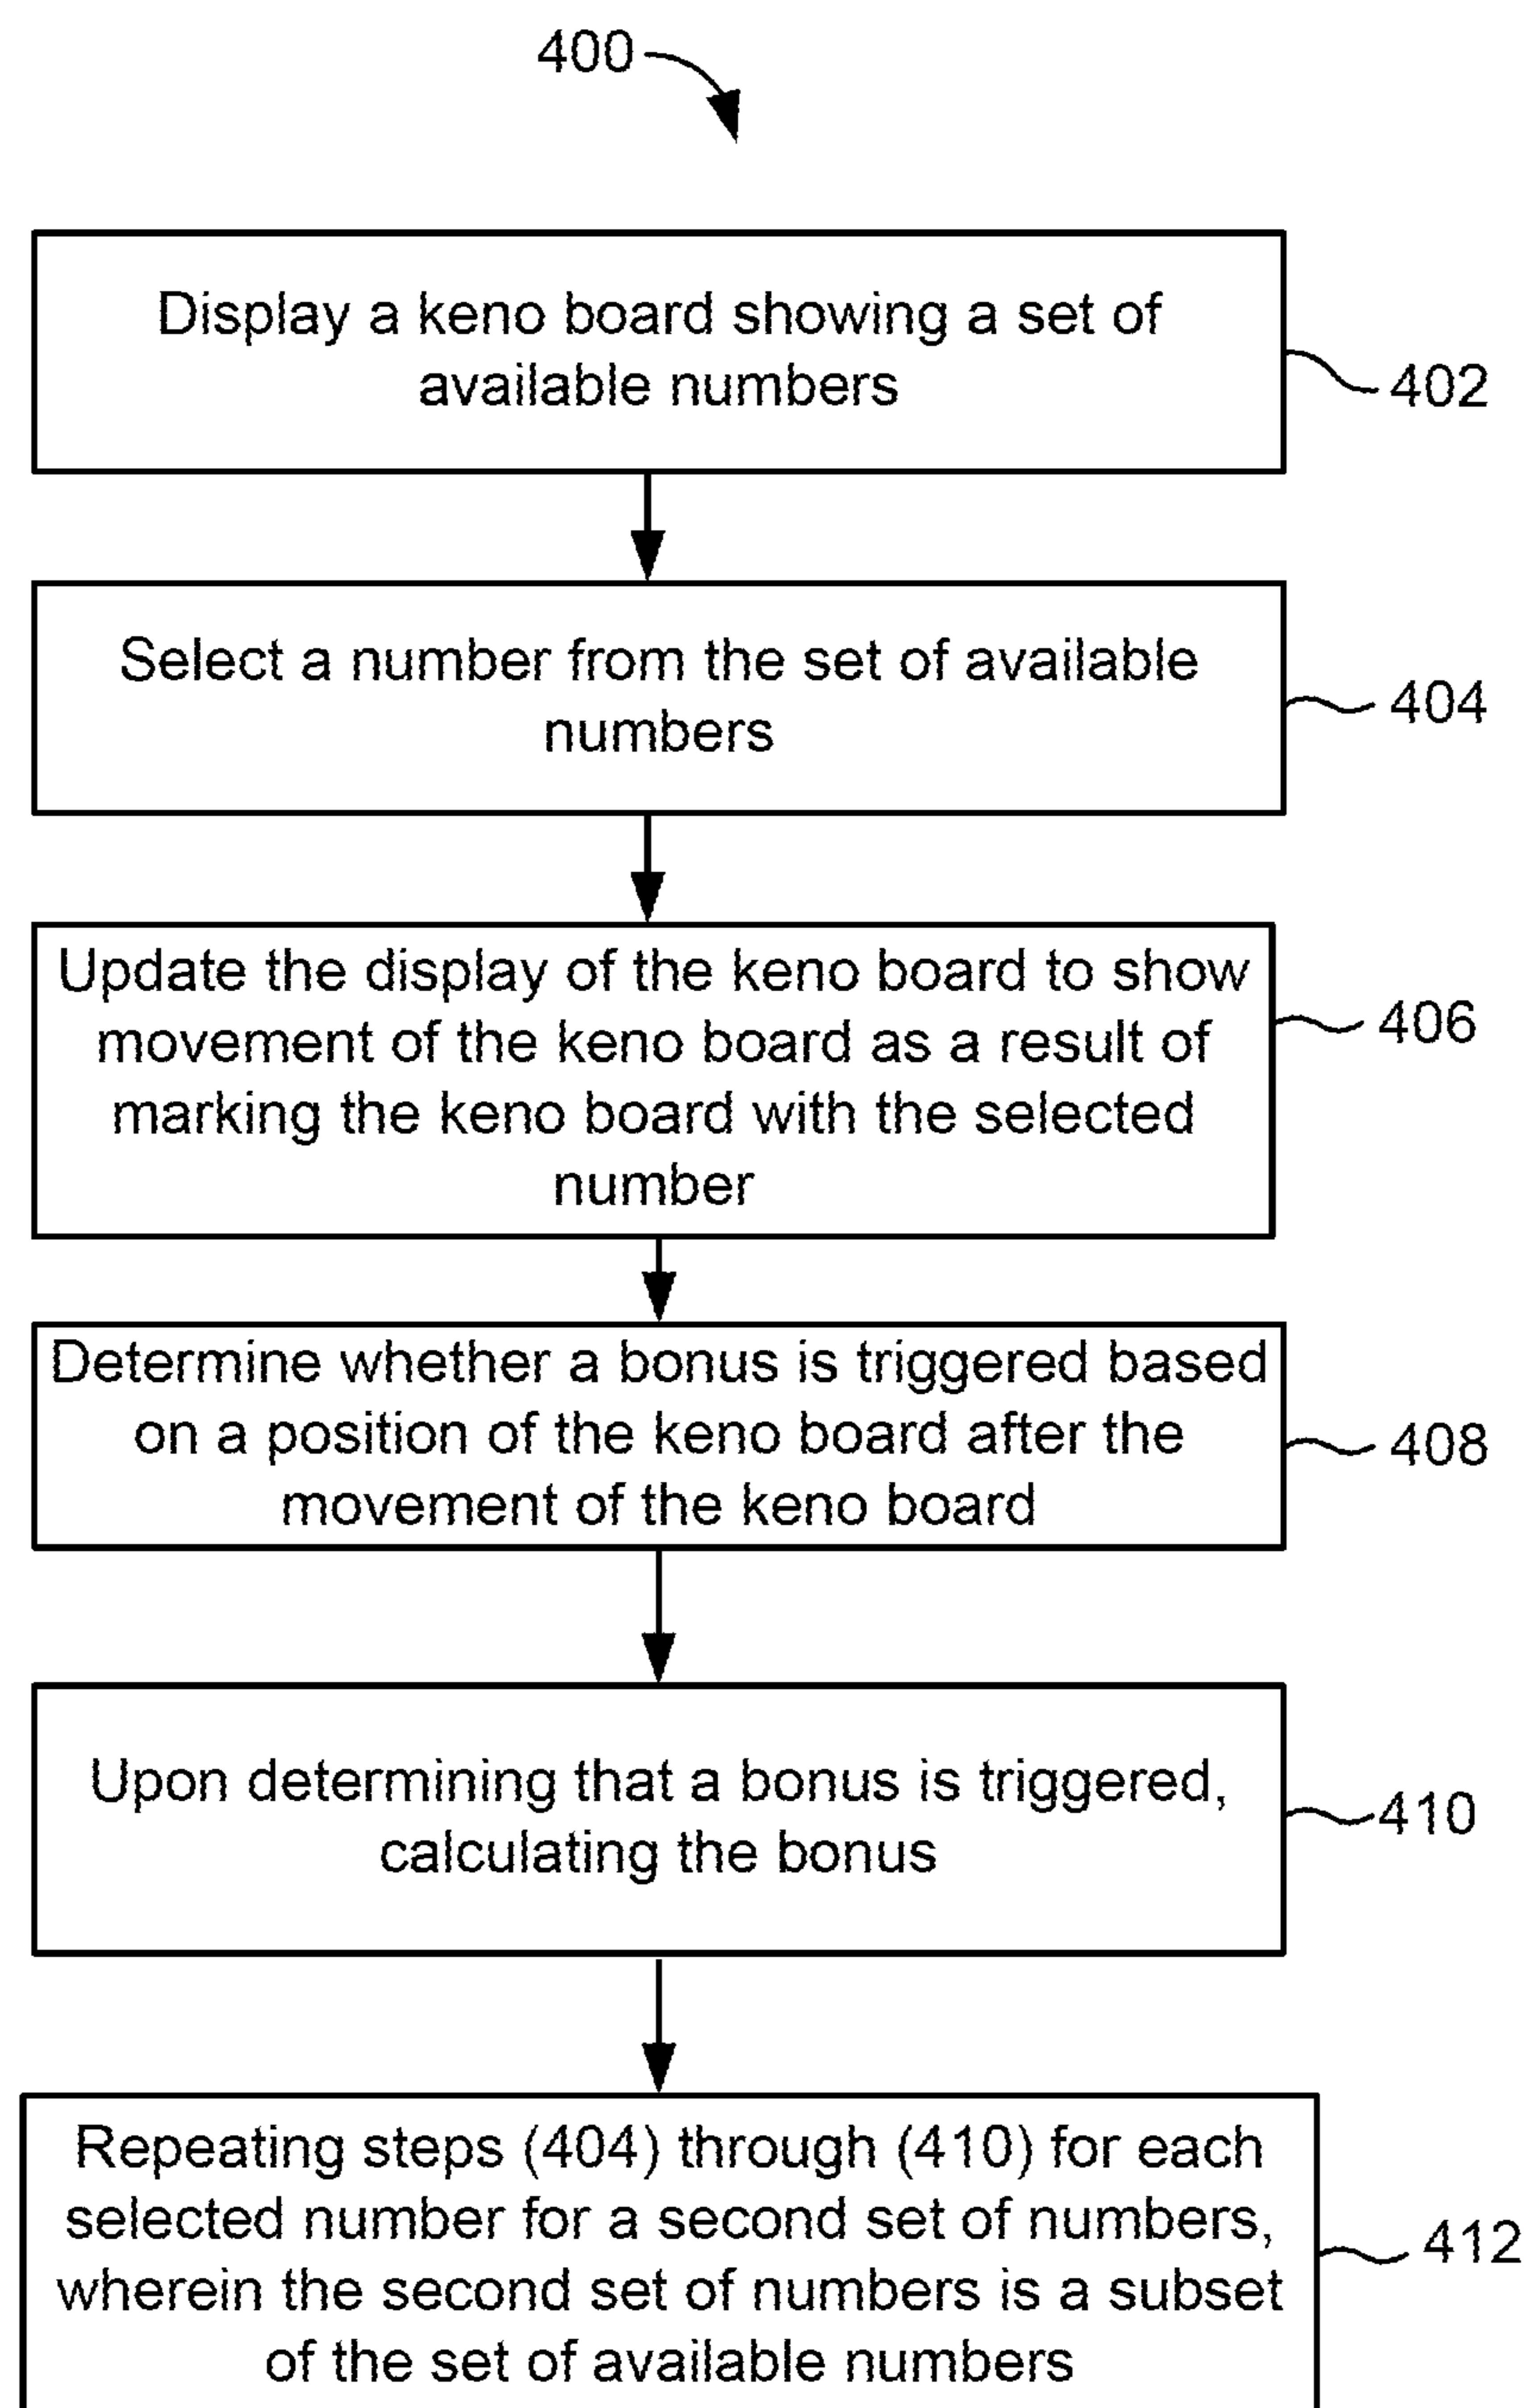 400
Display a keno board showing a set of
available numbers
402
Select a number from the set of available
numbers
404
Update the display of the keno board to show
movement of the keno board as a result of
marking the keno board with the selected
number
406
Determine whether a bonus is triggered based
on a position of the keno board after the
movement of the keno board
408
Upon determining that a bonus is triggered,
calculating the bonus
410
Repeating steps (404) through (410) for each
selected number for a second set of numbers,
wherein the second set of numbers is a subset
of the set of available numbers
412